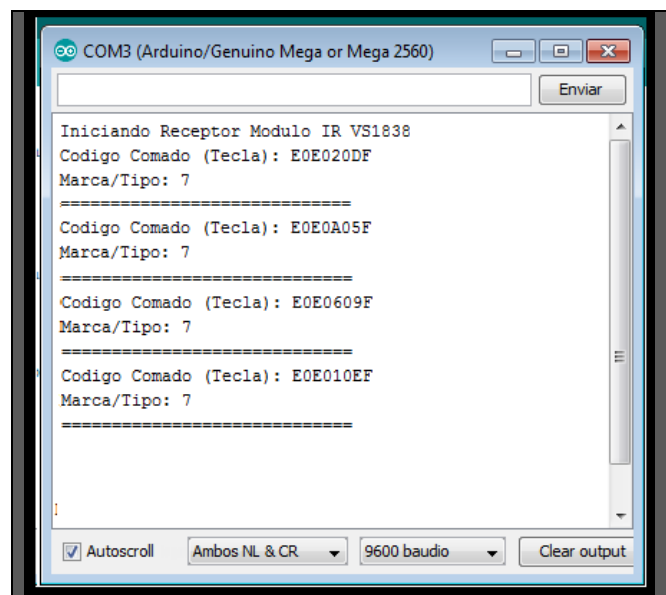 COM3 (Arduino/Genuino Mega or Mega 2560)
Enviar
Iniciando Receptor Modulo IR VS1838
Codigo Comado (Tecla): E0E020DF
Marca/Tipo: 7
=============================
Codigo Comado (Tecla): E0E0A05F
Marca/Tipo: 7
=============================
Codigo Comado (Tecla): E0E0609F
Marca/Tipo: 7
=============================
Codigo Comado (Tecla): E0E010EF
Marca/Tipo: 7
=============================
Autoscroll Ambos NL & CR 9600 baudio Clear output